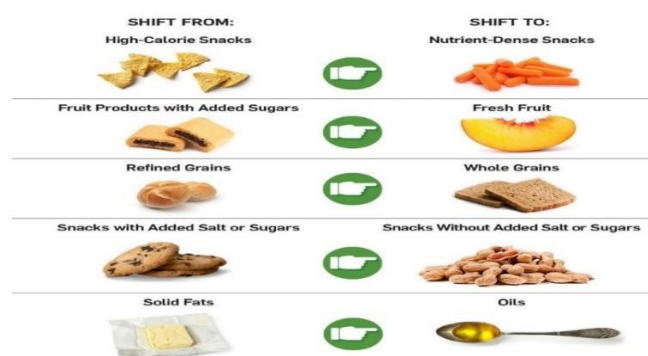 SHIFT FROM:
SHIFT TO:
High-Calorie Snacks
Nutrient-Dense Snacks
Fruit Products with Added Sugars
Fresh Fruit
Refined Grains
Whole Grains
Snacks with Added Salt or Sugars
Snacks Without Added Salt or Sugars
Solid Fats
Oils